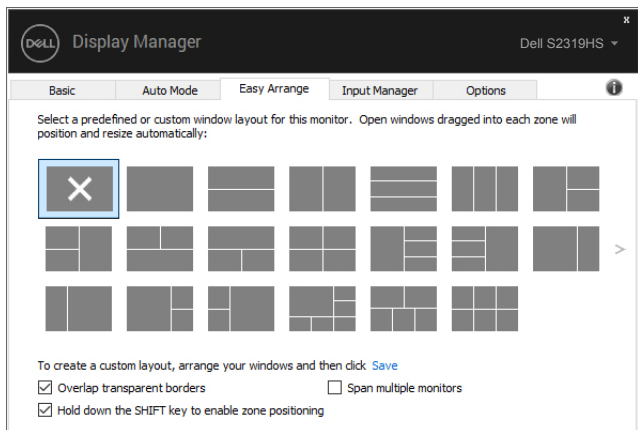 x
DELL Display Manager Dell S2319HS
Basic Auto Mode Easy Arrange Input Manager Options i
Select a predefined or custom window layout for this monitor. Open windows dragged into each zone will
position and resize automatically:
>
To create a custom layout, arrange your windows and then click Save
Overlap transparent borders Span multiple monitors
Hold down the SHIFT key to enable zone positioning